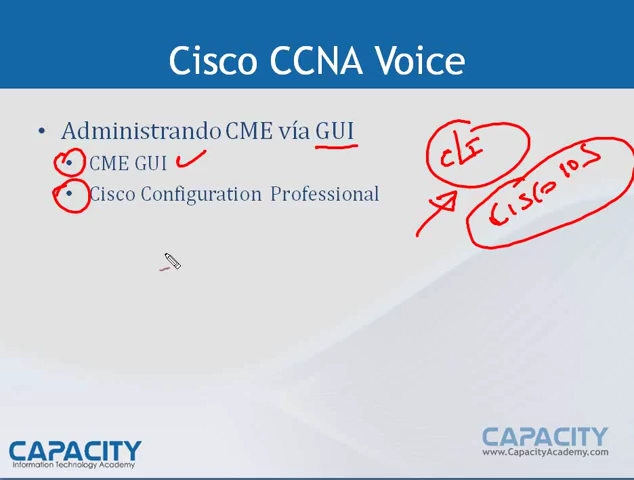 Cisco CCNA Voice
• Administrando CME vía GUI
• CME GUI
• Cisco Configuration Professional
CLI
Cisco IOS
CAPACITY
Information Technology Academy
CAPACITY
www.CapacityAcademy.com